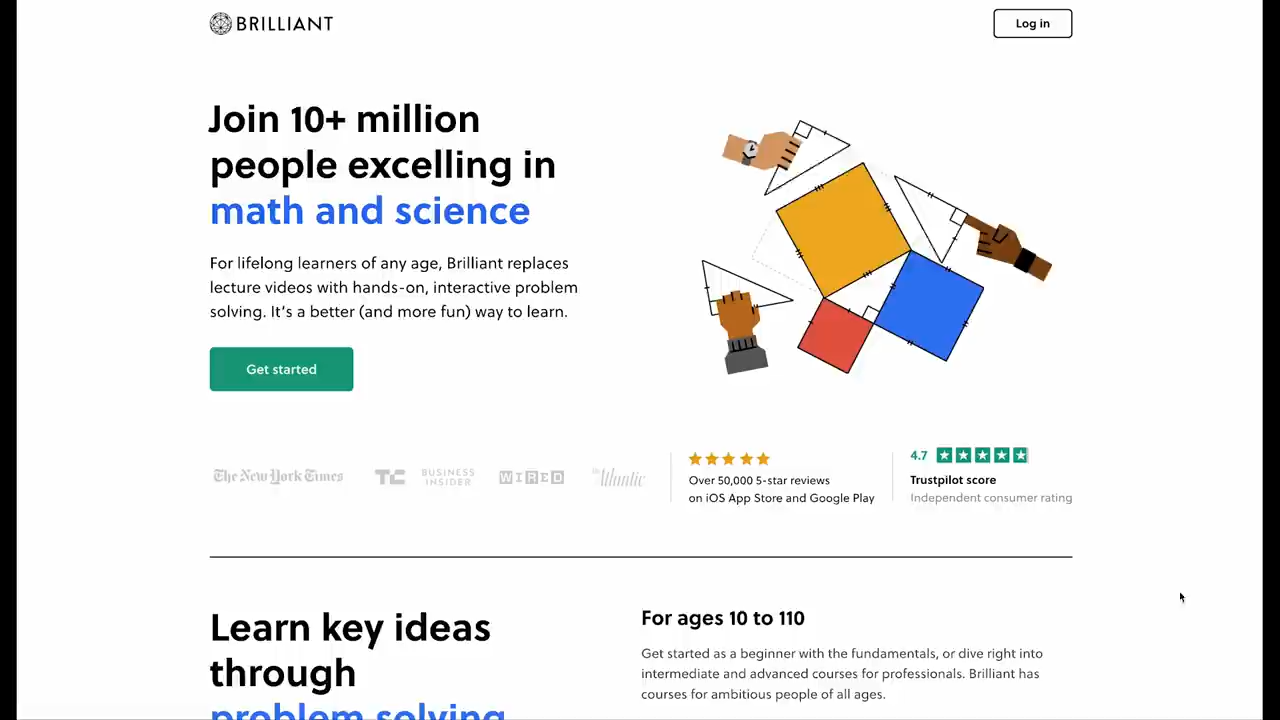 BRILLIANT
Log in
Join 10+ million
people excelling in
math and science
For lifelong learners of any age, Brilliant replaces
lecture videos with hands-on, interactive problem
solving. It's a better (and more fun) way to learn.
Get started
The New York Times
TC
BUSINESS
INSIDER
WIRED
The Atlantic
Over 50,000 5-star reviews
on iOS App Store and Google Play
4.7
Trustpilot score
Independent consumer rating
Learn key ideas
through
problem solving
For ages 10 to 110
Get started as a beginner with the fundamentals, or dive right into
intermediate and advanced courses for professionals. Brilliant has
courses for ambitious people of all ages.